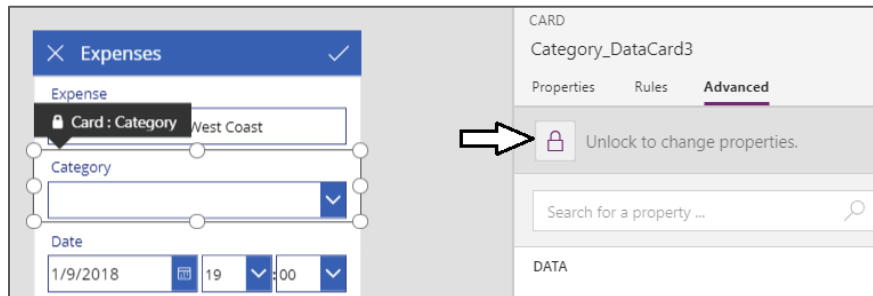 Expenses
Expense
Card : Category
West Coast
Category
Date
1/9/2018
19
:
00
CARD
Category_DataCard3
Properties Rules Advanced
Unlock to change properties.
Search for a property ...
DATA